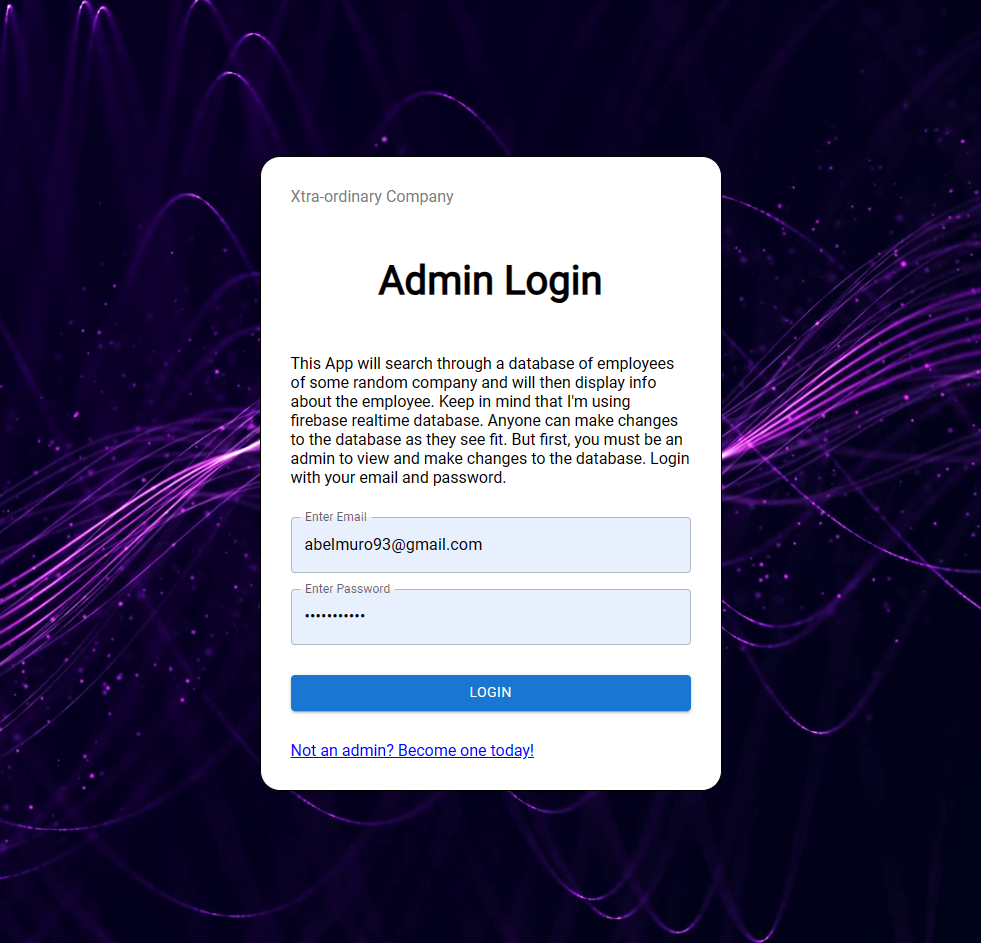 Xtra-ordinary Company
Admin Login
This App will search through a database of employees
of some random company and will then display info
about the employee. Keep in mind that I'm using
firebase realtime database. Anyone can make changes
to the database as they see fit. But first, you must be an
admin to view and make changes to the database. Login
with your email and password.
Enter Email
abelmuro93@gmail.com
Enter Password
•••••••••••
LOGIN
Not an admin? Become one today!